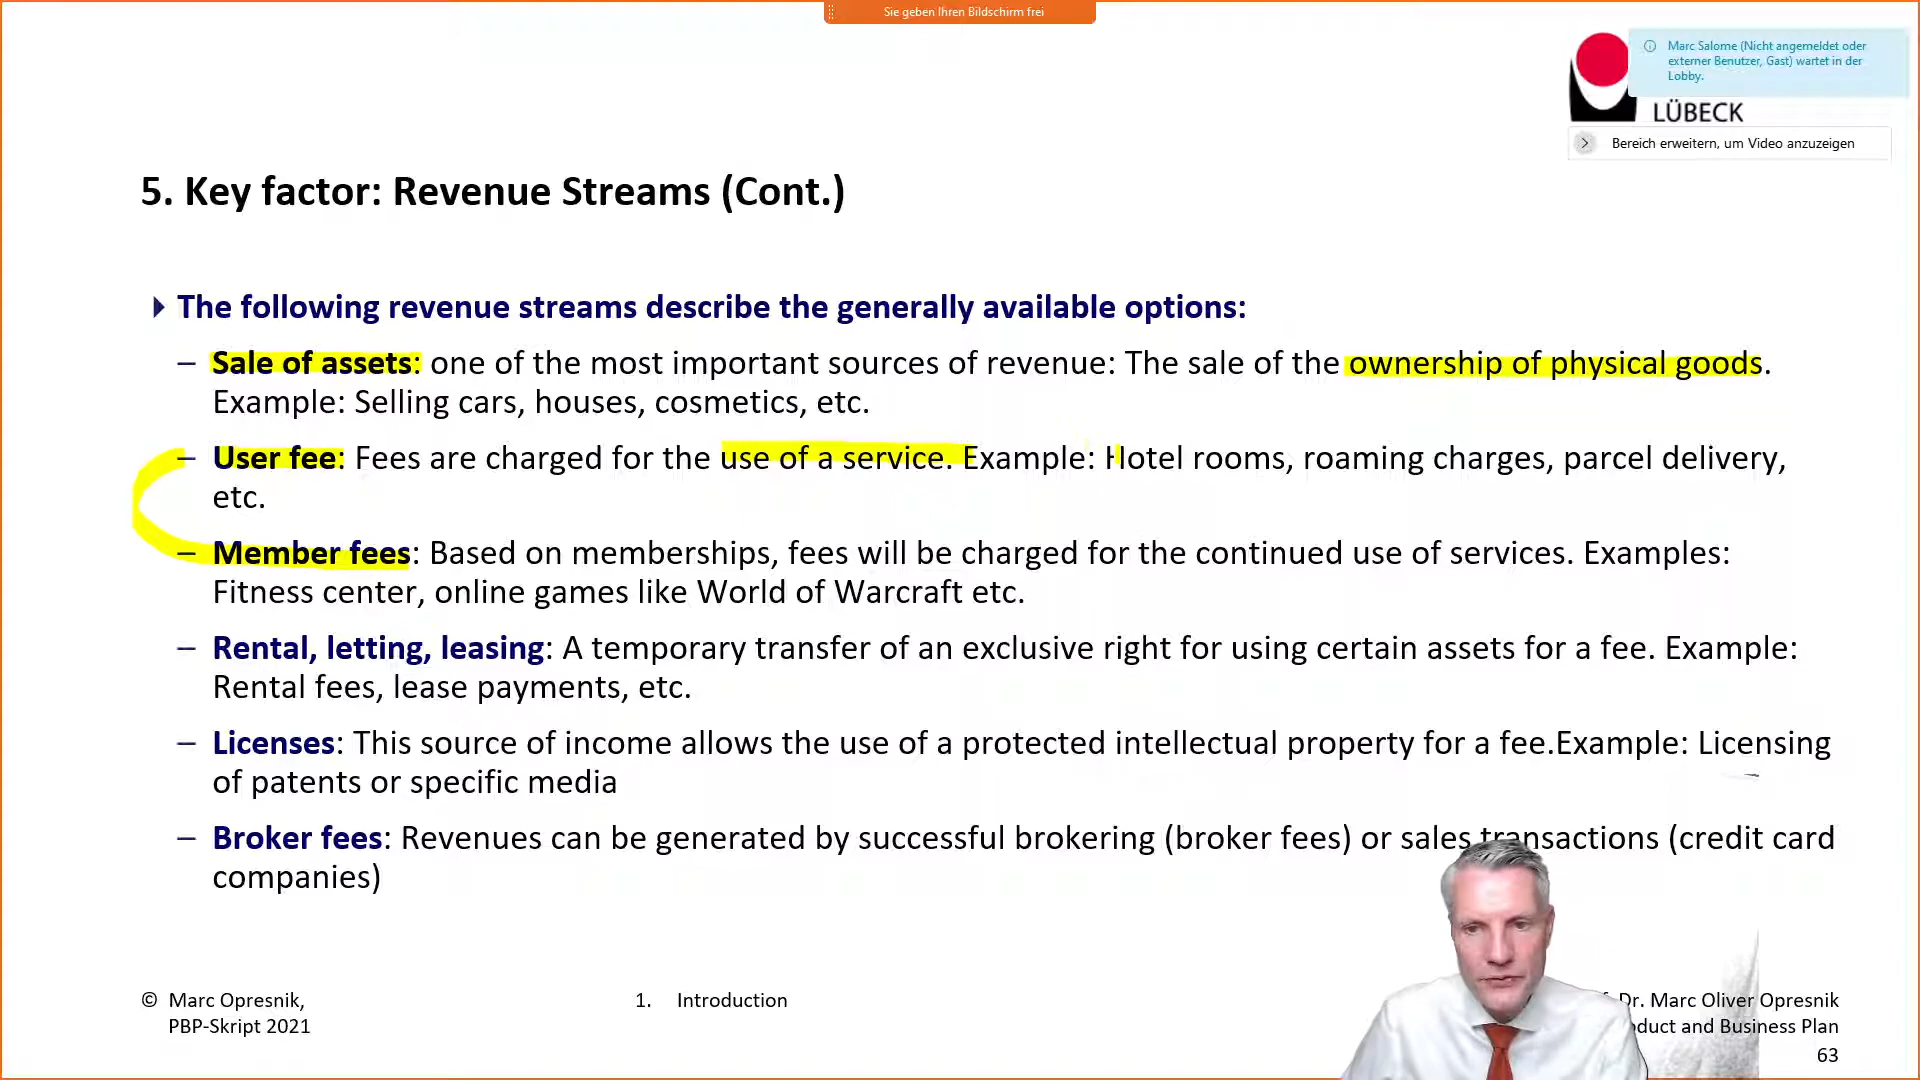 Sie geben Ihren Bildschirm frei
Marc Salome (Nicht angemeldet oder
externer Benutzer, Gast) wartet in der
Lobby.
LÜBECK
Bereich erweitern, um Video anzuzeigen
5. Key factor: Revenue Streams (Cont.)
The following revenue streams describe the generally available options:
– Sale of assets: one of the most important sources of revenue: The sale of the ownership of physical goods.
Example: Selling cars, houses, cosmetics, etc.
– User fee: Fees are charged for the use of a service. Example: Hotel rooms, roaming charges, parcel delivery,
etc.
– Member fees: Based on memberships, fees will be charged for the continued use of services. Examples:
Fitness center, online games like World of Warcraft etc.
– Rental, letting, leasing: A temporary transfer of an exclusive right for using certain assets for a fee. Example:
Rental fees, lease payments, etc.
– Licenses: This source of income allows the use of a protected intellectual property for a fee.Example: Licensing
of patents or specific media
– Broker fees: Revenues can be generated by successful brokering (broker fees) or sales transactions (credit card
companies)
© Marc Opresnik,
PBP-Skript 2021
1. Introduction
Dr. Marc Oliver Opresnik
and Business Plan
63